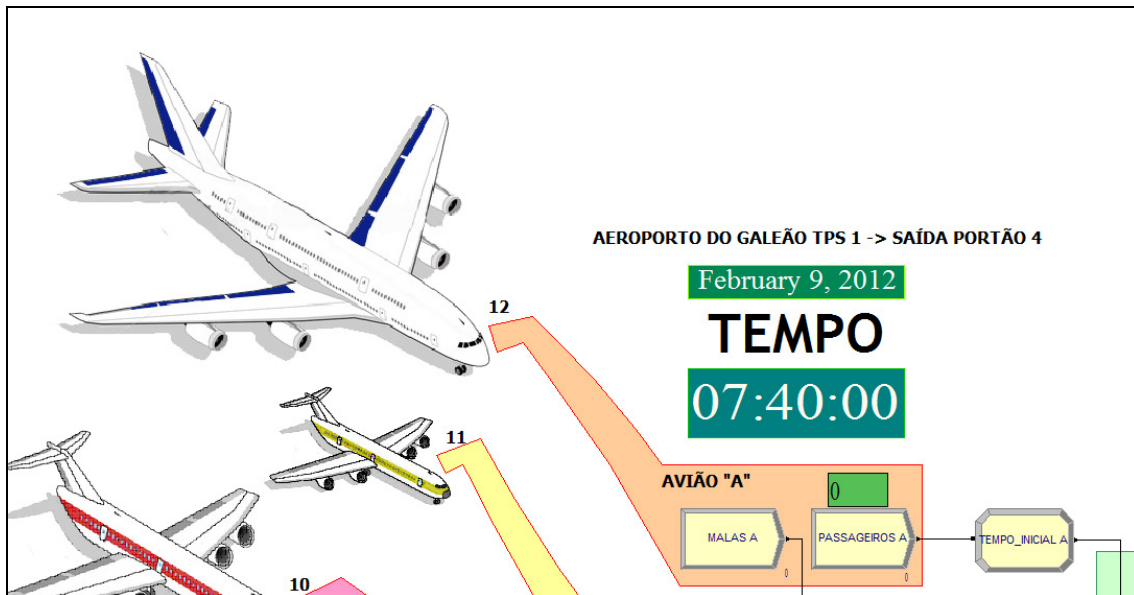 AEROPORTO DO GALEÃO TPS 1 -> SAÍDA PORTÃO 4
February 9, 2012
12
TEMPO
07:40:00
11
AVIÃO "A"
0
MALAS A
PASSAGEIROS A
TEMPO_INICIAL A
0
0
10